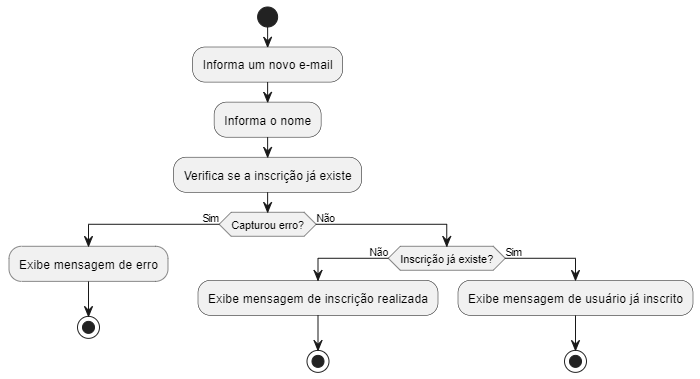 Informa um novo e-mail
Informa o nome
Verifica se a inscrição já existe
Sim
Capturou erro?
Não
Exibe mensagem de erro
Não
Inscrição já existe?
Sim
Exibe mensagem de inscrição realizada
Exibe mensagem de usuário já inscrito